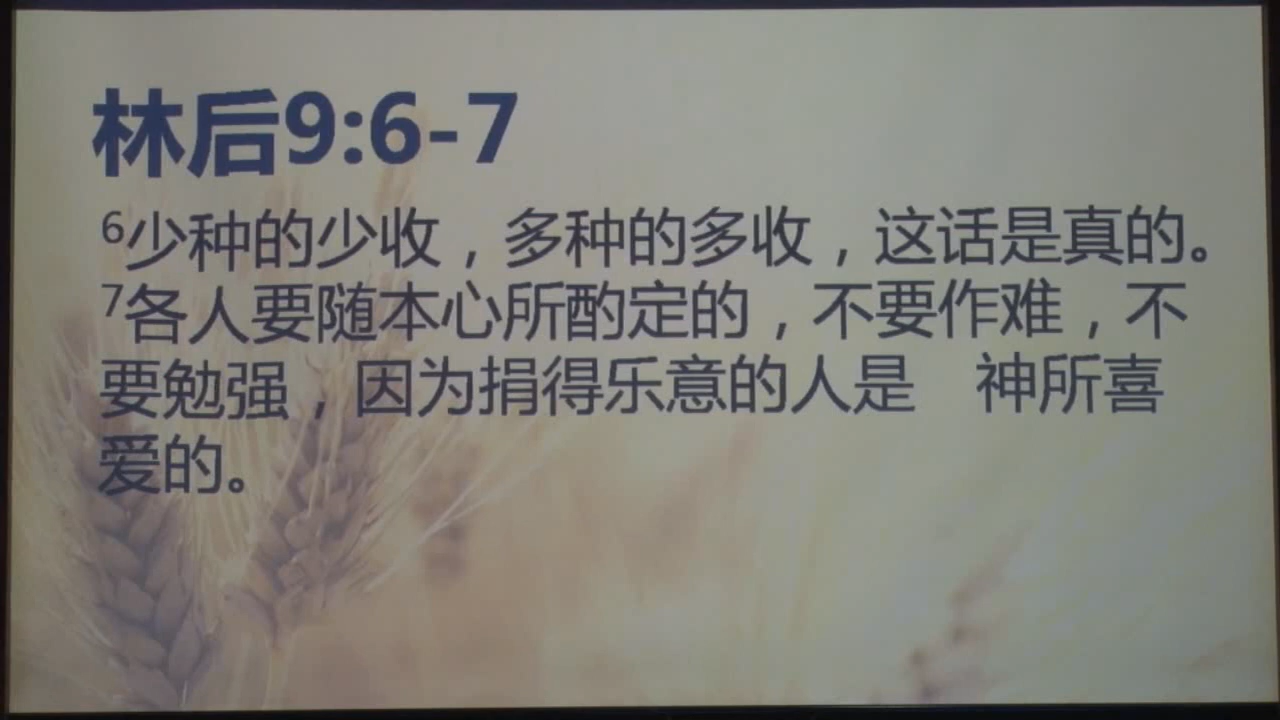 林后9:6-7
6少种的少收，多种的多收，这话是真的。
7各人要随本心所酌定的，不要作难，不
要勉强，因为捐得乐意的人是　神所喜
爱的。